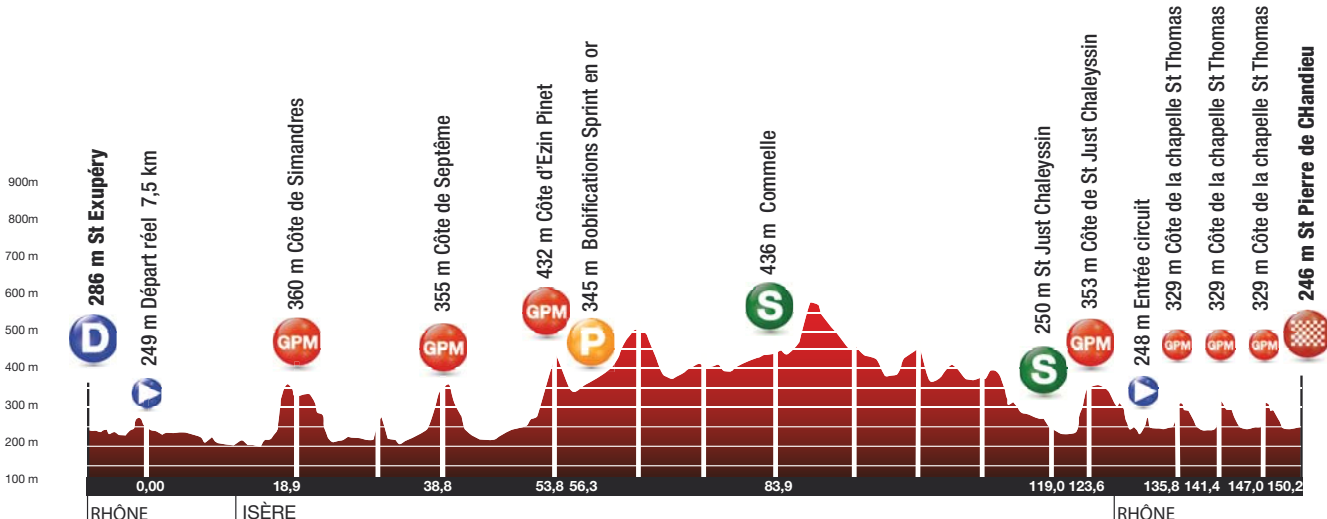 900m
800m
700 m
600 m
500 m
400 m
300 m
200 m
100 m
286 m St Exupéry
249 m Départ réel 7,5 km
360 m Côte de Simandres
355 m Côte de Septême
432 m Côte d'Ezin Pinet
345 m Bobifications Sprint en or
436 m Commelle
250 m St Just Chaleyssin
353 m Côte de St Just Chaleyssin
248 m Entrée circuit
329 m Côte de la chapelle St Thomas
329 m Côte de la chapelle St Thomas
329 m Côte de la chapelle St Thomas
246 m St Pierre de CHandieu
D
GPM
GPM
GPM
P
S
S
GPM
GPM
GPM
GPM
0,00 18,9 38,8 53,8 56,3 83,9 119,0 123,6 135,8 141,4 147,0 150,2
RHÔNE ISÈRE RHÔNE